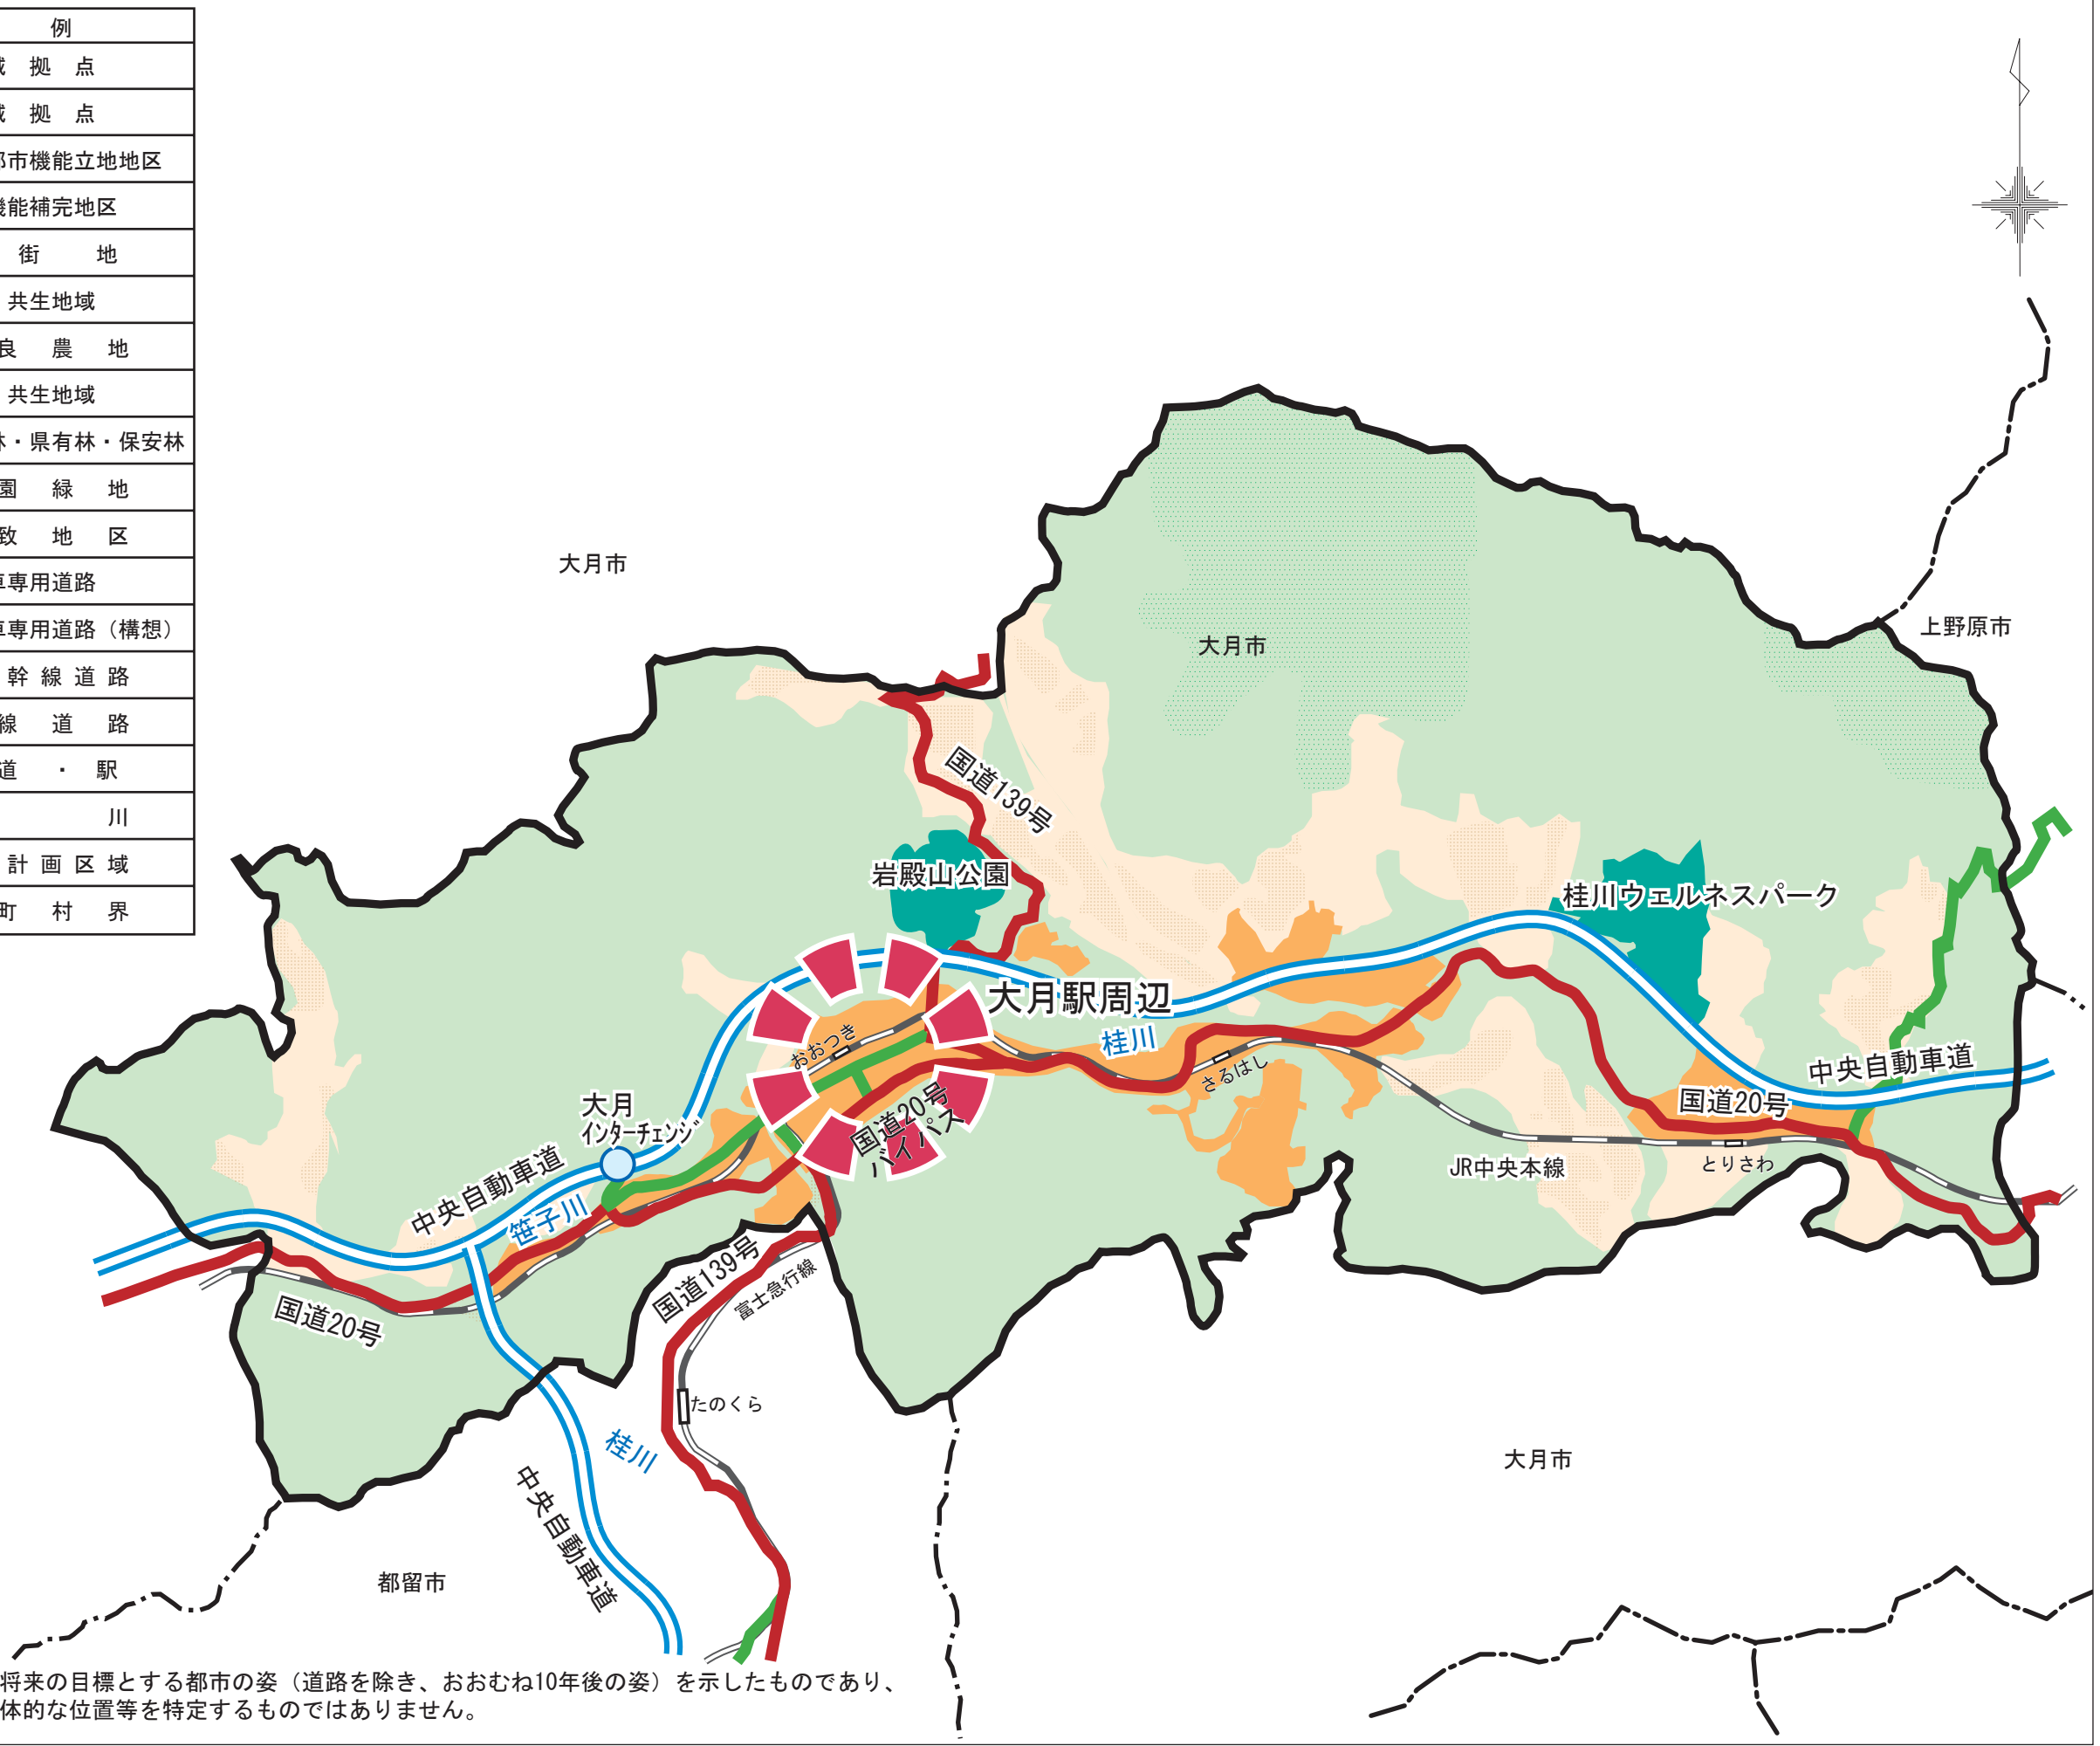 例
拠点
拠点
市機能立地地区
能補完地区
街地
共生地域
良農地
共生地域
・県有林・保安林
園緑地
致地区
専用道路
専用道路（構想）
幹線道路
線道路
道・駅
川
計画区域
町村界
大月市
大月市
上野原市
国道139号
岩殿山公園
桂川ウェルネスパーク
大月駅周辺
桂川
おおつき
さるはし
中央自動車道
国道20号
大月
インターチェンジ
国道20号
バイパス
JR中央本線
とりさわ
中央自動車道
笹子川
国道139号
富士急行線
国道20号
たのくら
桂川
中央自動車道
大月市
都留市
将来の目標とする都市の姿（道路を除き、おおむね10年後の姿）を示したものであり、
体的な位置等を特定するものではありません。